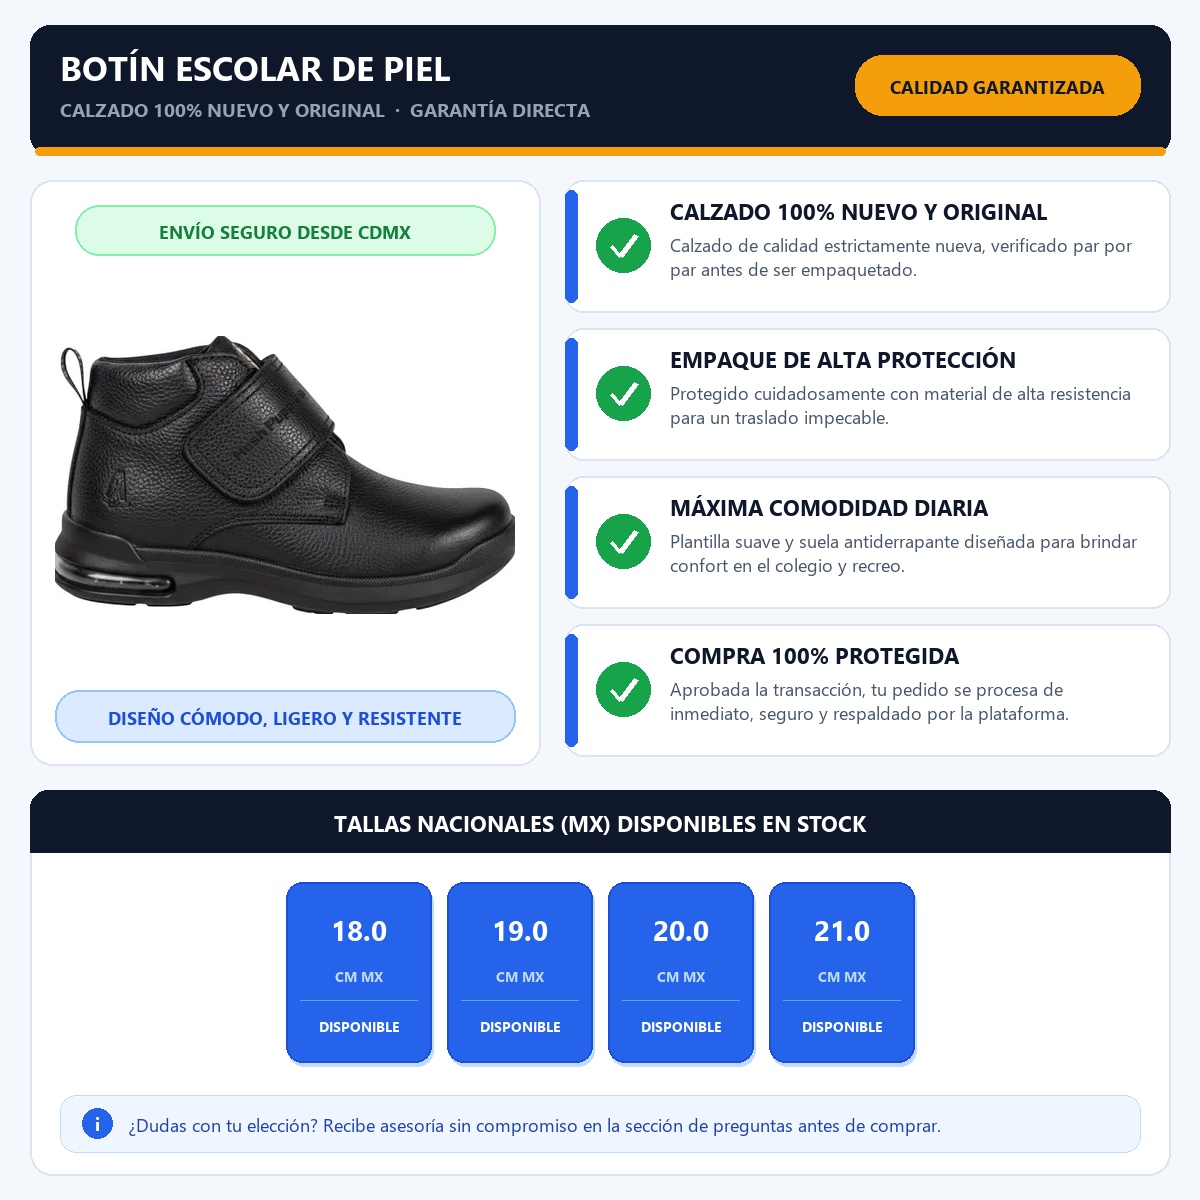 BOTÍN ESCOLAR DE PIEL
CALZADO 100% NUEVO Y ORIGINAL · GARANTÍA DIRECTA
CALIDAD GARANTIZADA
ENVÍO SEGURO DESDE CDMX
DISEÑO CÓMODO, LIGERO Y RESISTENTE
CALZADO 100% NUEVO Y ORIGINAL
Calzado de calidad estrictamente nueva, verificado par por
par antes de ser empaquetado.
EMPAQUE DE ALTA PROTECCIÓN
Protegido cuidadosamente con material de alta resistencia
para un traslado impecable.
MÁXIMA COMODIDAD DIARIA
Plantilla suave y suela antiderrapante diseñada para brindar
confort en el colegio y recreo.
COMPRA 100% PROTEGIDA
Aprobada la transacción, tu pedido se procesa de
inmediato, seguro y respaldado por la plataforma.
TALLAS NACIONALES (MX) DISPONIBLES EN STOCK
18.0
CM MX
DISPONIBLE
19.0
CM MX
DISPONIBLE
20.0
CM MX
DISPONIBLE
21.0
CM MX
DISPONIBLE
¿Dudas con tu elección? Recibe asesoría sin compromiso en la sección de preguntas antes de comprar.